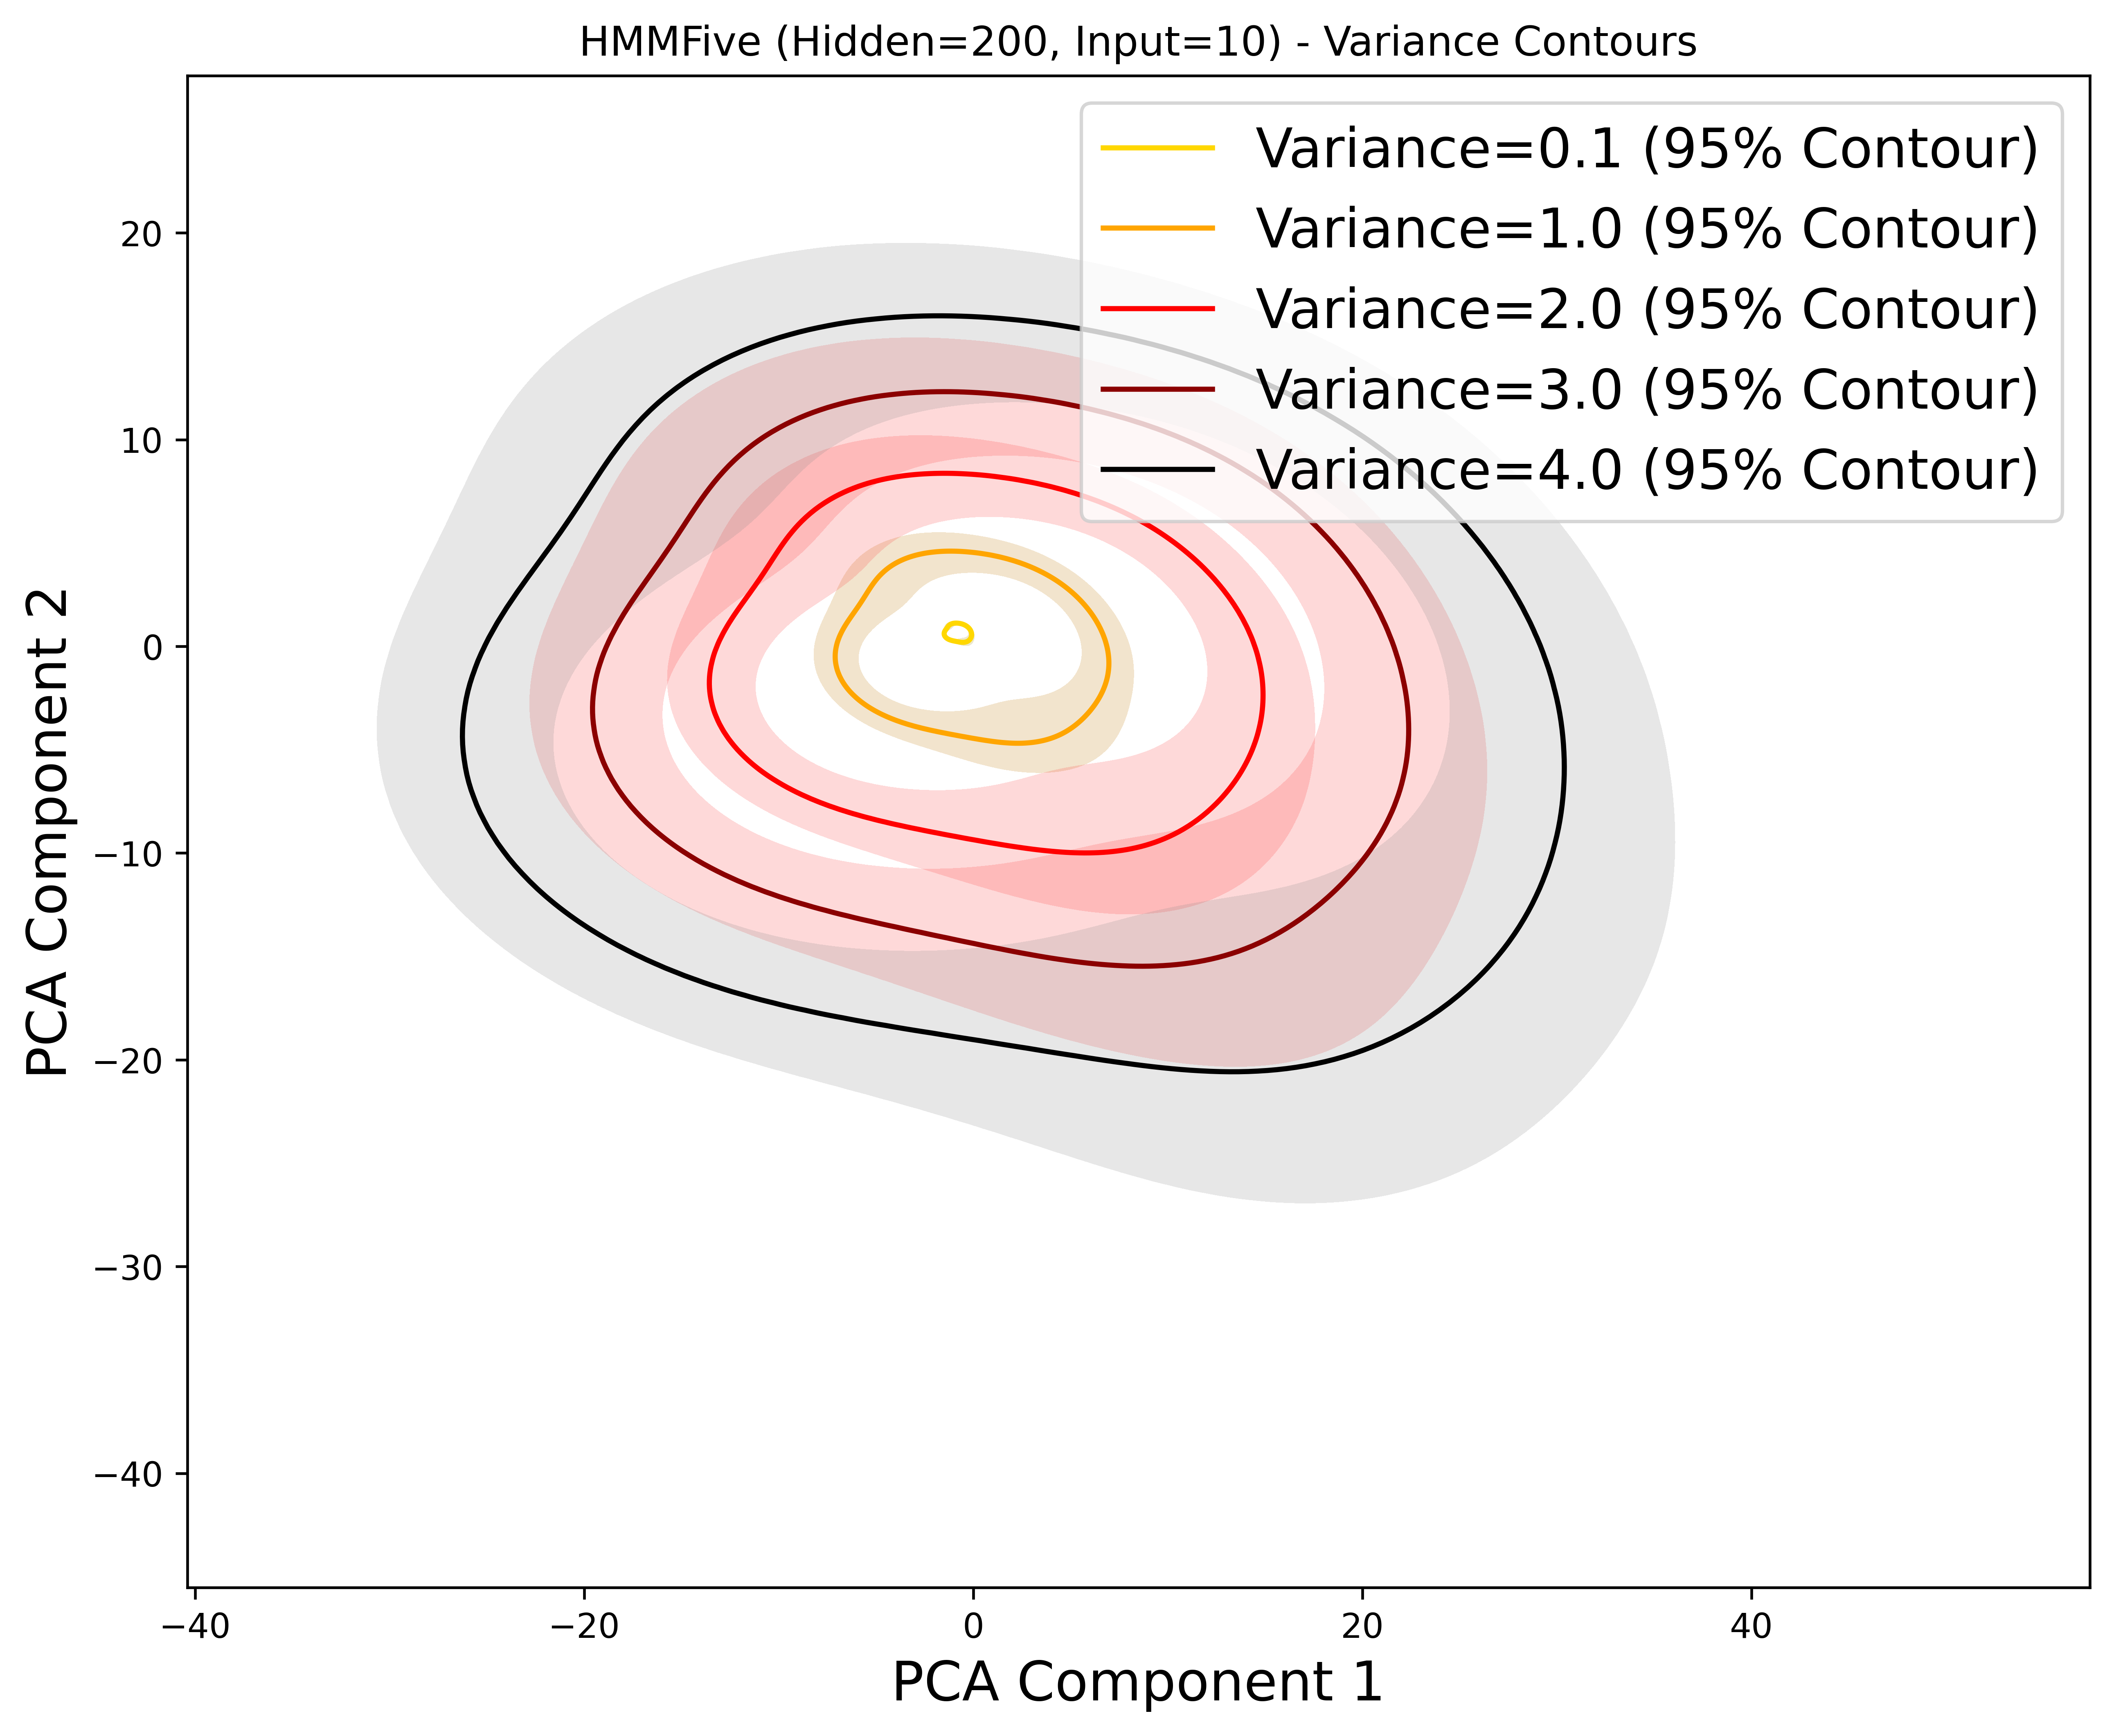 HMMFive (Hidden=200, Input=10) - Variance Contours
Variance=0.1 (95% Contour)
Variance=1.0 (95% Contour)
Variance=2.0 (95% Contour)
Variance=3.0 (95% Contour)
Variance=4.0 (95% Contour)
PCA Component 2
20
10
0
−10
−20
−30
−40
−40
−20
0
20
40
PCA Component 1